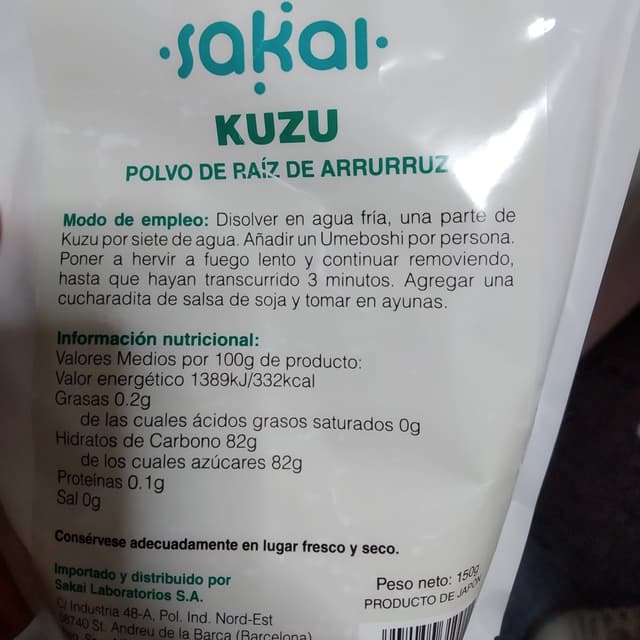 ·sakai·
KUZU
POLVO DE RAÍZ DE ARRURRUZ
Modo de empleo: Disolver en agua fría, una parte de
Kuzu por siete de agua. Añadir un Umeboshi por persona.
Poner a hervir a fuego lento y continuar removiendo,
hasta que hayan transcurrido 3 minutos. Agregar una
cucharadita de salsa de soja y tomar en ayunas.
Información nutricional:
Valores Medios por 100g de producto:
Valor energético 1389kJ/332kcal
Grasas 0.2g
de las cuales ácidos grasos saturados 0g
Hidratos de Carbono 82g
de los cuales azúcares 82g
Proteínas 0.1g
Sal 0g
Consérvese adecuadamente en lugar fresco y seco.
Importado y distribuido por
Sakai Laboratorios S.A.
C/ Industria 48-A, Pol. Ind. Nord-Est
08740 St. Andreu de la Barca (Barcelona)
Peso neto: 150g
PRODUCTO DE JAPÓN